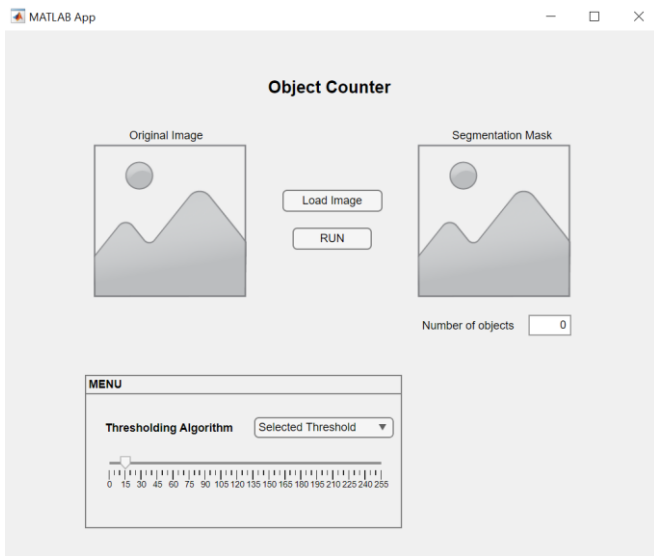 MATLAB App
Object Counter
Original Image
Segmentation Mask
Load Image
RUN
Number of objects 0
MENU
Thresholding Algorithm Selected Threshold
0 15 30 45 60 75 90 105 120 135 150 165 180 195 210 225 240 255